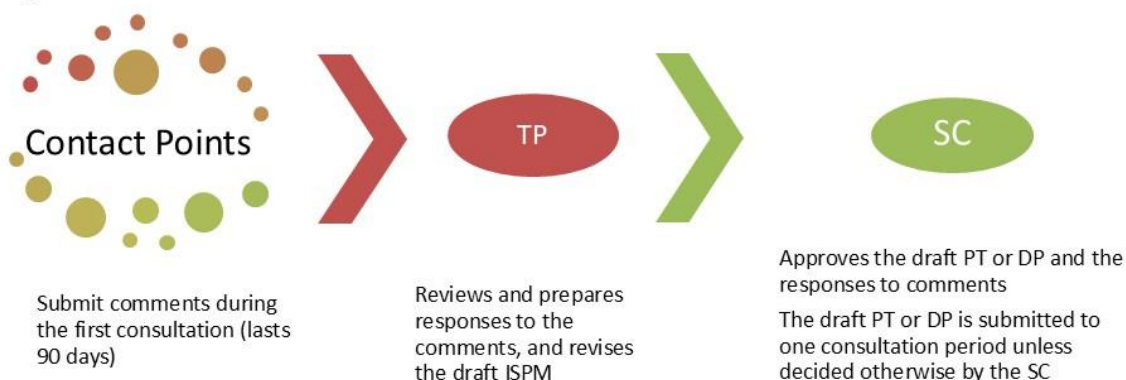 Contact Points
TP
SC
Submit comments during
the first consultation (lasts
90 days)
Reviews and prepares
responses to the
comments, and revises
the draft ISPM
Approves the draft PT or DP and the
responses to comments
The draft PT or DP is submitted to
one consultation period unless
decided otherwise by the SC